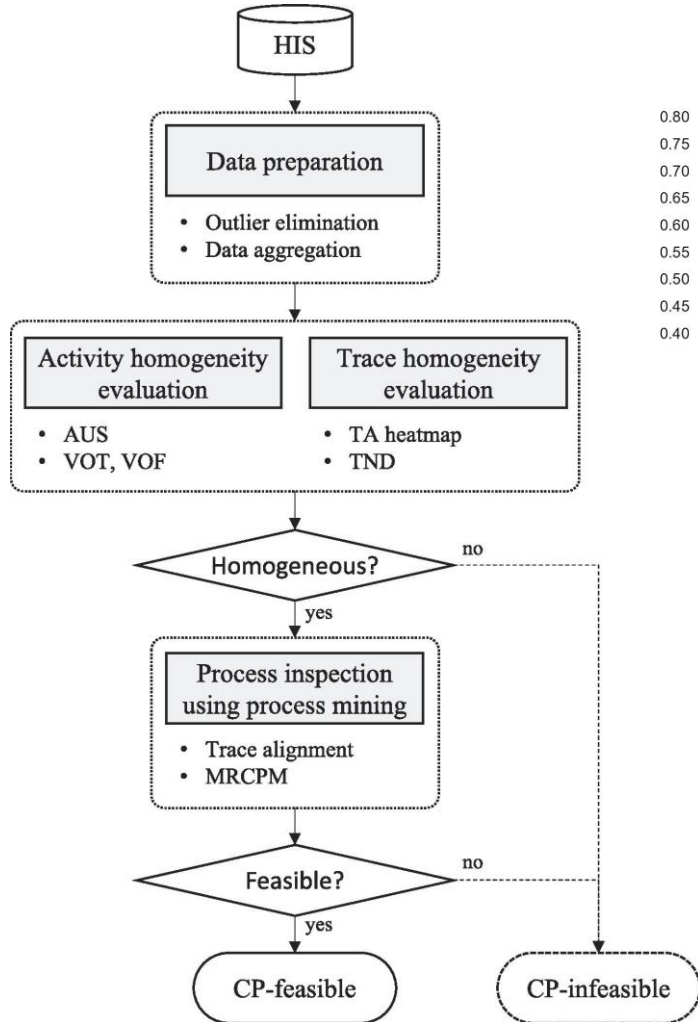 HIS
Data preparation
• Outlier elimination
• Data aggregation
Activity homogeneity
evaluation
• AUS
• VOT, VOF
Trace homogeneity
evaluation
• TA heatmap
• TND
Homogeneous?
no
yes
Process inspection
using process mining
• Trace alignment
• MRCPM
Feasible?
no
yes
CP-feasible
CP-infeasible
0.80
0.75
0.70
0.65
0.60
0.55
0.50
0.45
0.40